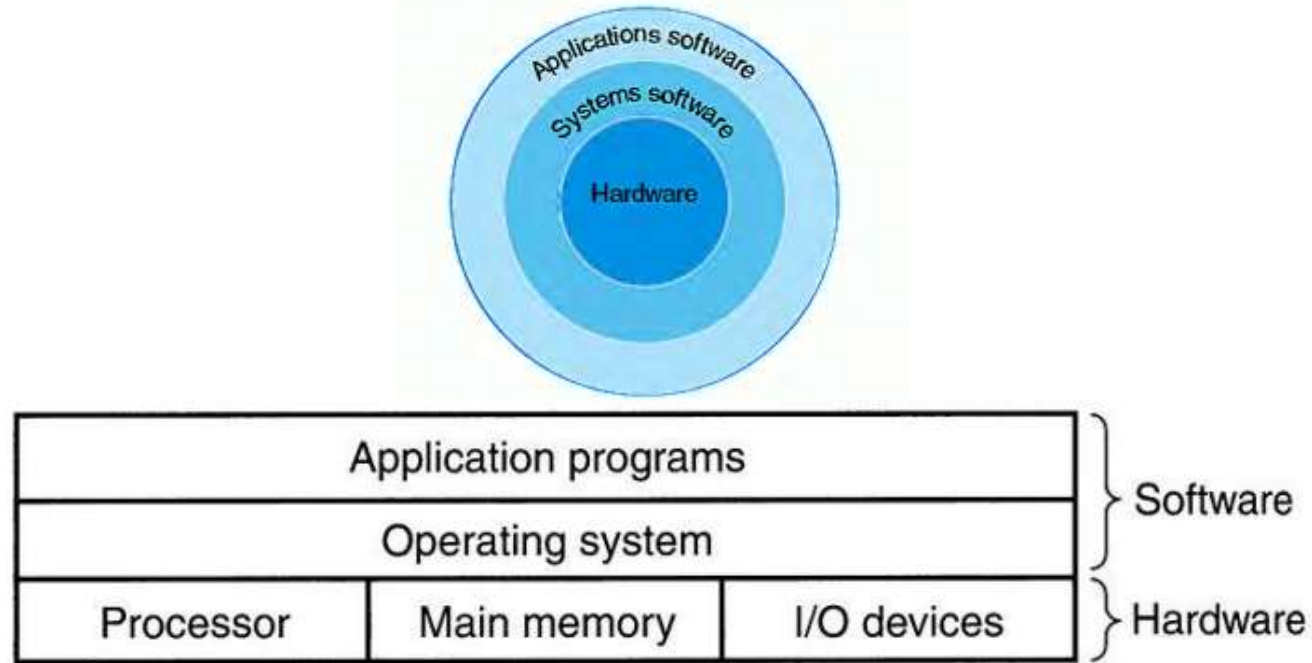 Applications software
Systems software
Hardware
Application programs
Software
Operating system
Processor
Main memory
I/O devices
Hardware